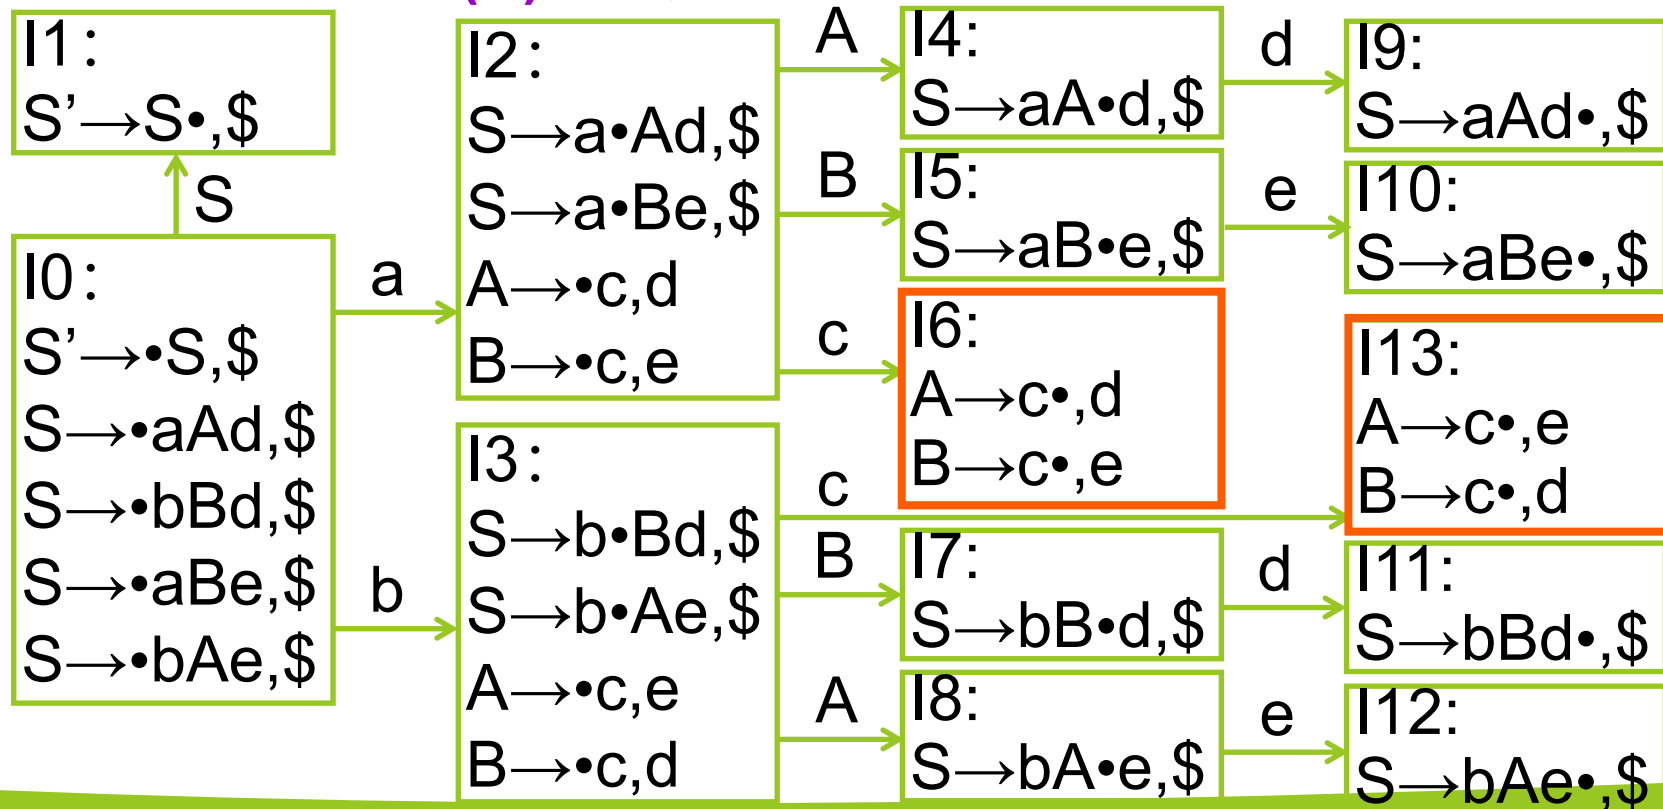 I1:
S’→S•,$
S
I0:
S’→•S,$
S→•aAd,$
S→•bBd,$
S→•aBe,$
S→•bAe,$
a
b
I2:
S→a•Ad,$
S→a•Be,$
A→•c,d
B→•c,e
I3:
S→b•Bd,$
S→b•Ae,$
A→•c,e
B→•c,d
A
B
c
c
B
A
I4:
S→aA•d,$
I5:
S→aB•e,$
I6:
A→c•,d
B→c•,e
I7:
S→bB•d,$
I8:
S→bA•e,$
d
e
d
e
I9:
S→aAd•,$
I10:
S→aBe•,$
I13:
A→c•,e
B→c•,d
I11:
S→bBd•,$
I12:
S→bAe•,$